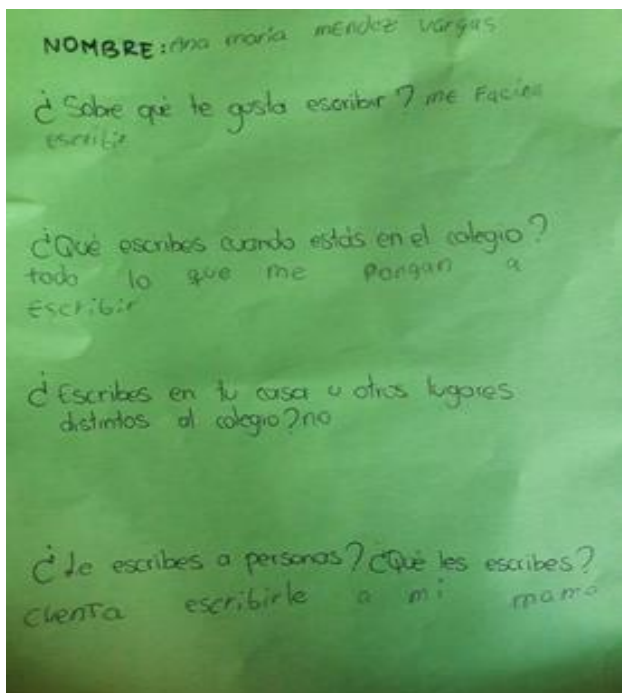 NOMBRE: Ana maria mendez vargas
¿Sobre qué te gusta escribir? me Facina
escribir
¿Qué escribes cuando estás en el colegio?
todo lo que me Pongan a
Escribir
¿Escribes en tu casa u otros lugares
distintos al colegio? no
¿Le escribes a personas? ¿Qué les escribes?
cuenta escribirle a mi mama